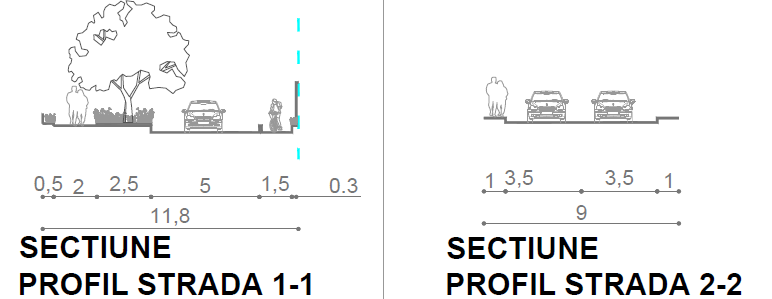 0,5 2 2,5 5 1,5 0.3
11,8
SECTIUNE
PROFIL STRADA 1-1
1 3,5 3,5 1
9
SECTIUNE
PROFIL STRADA 2-2